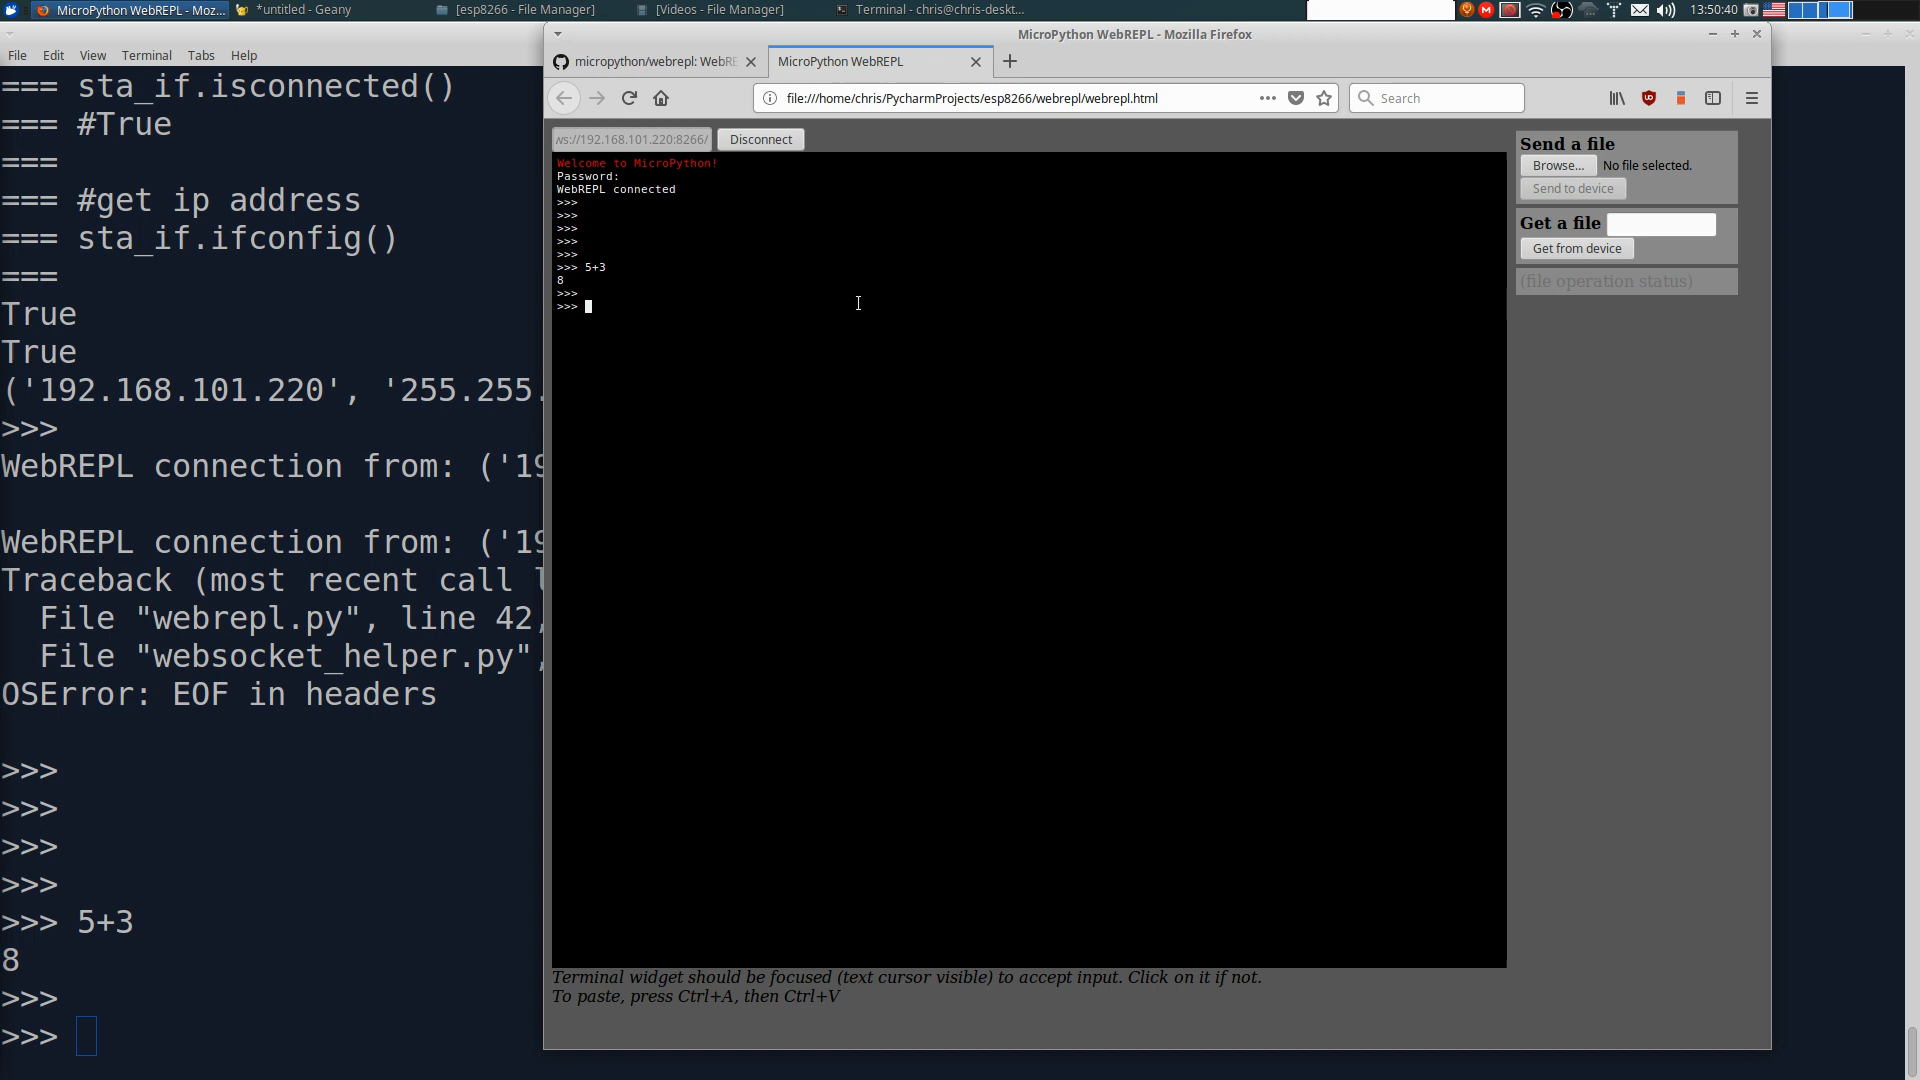 MicroPython WebREPL - Moz...
*untitled - Geany
[esp8266 - File Manager]
[Videos - File Manager]
Terminal - chris@chris-deskt...
13:50:40
File Edit View Terminal Tabs Help
=== sta_if.isconnected()
=== #True
===
=== #get ip address
=== sta_if.ifconfig()
===
True
True
('192.168.101.220', '255.255.
>>>
WebREPL connection from: ('19
WebREPL connection from: ('19
Traceback (most recent call l
File "webrepl.py", line 42,
File "websocket_helper.py",
OSError: EOF in headers
>>>
>>>
>>>
>>>
>>> 5+3
8
>>>
>>>
MicroPython WebREPL - Mozilla Firefox
micropython/webrepl: WebRE
MicroPython WebREPL
file:///home/chris/PycharmProjects/esp8266/webrepl/webrepl.html
Search
ws://192.168.101.220:8266/
Disconnect
Welcome to MicroPython!
Password:
WebREPL connected
>>>
>>>
>>>
>>>
>>>
>>> 5+3
8
>>>
>>>
Send a file
Browse... No file selected.
Send to device
Get a file
Get from device
(file operation status)
Terminal widget should be focused (text cursor visible) to accept input. Click on it if not.
To paste, press Ctrl+A, then Ctrl+V